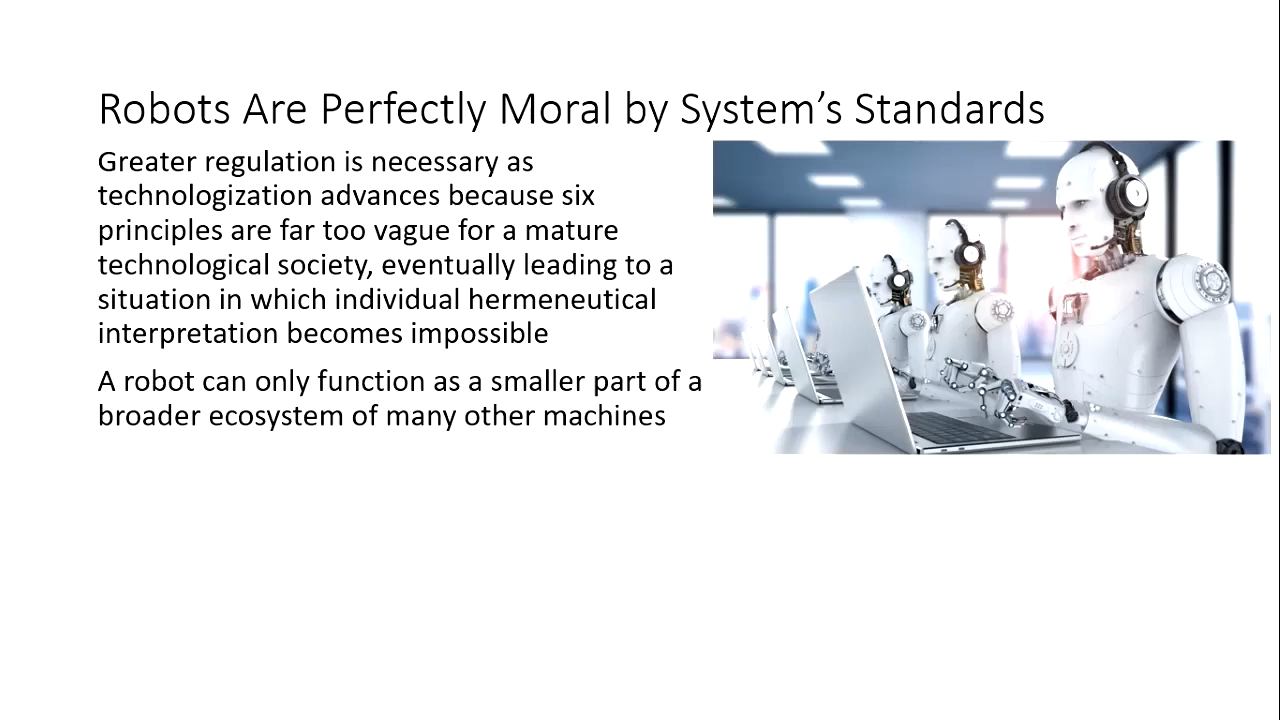 Robots Are Perfectly Moral by System’s Standards
Greater regulation is necessary as
technologization advances because six
principles are far too vague for a mature
technological society, eventually leading to a
situation in which individual hermeneutical
interpretation becomes impossible
A robot can only function as a smaller part of a
broader ecosystem of many other machines